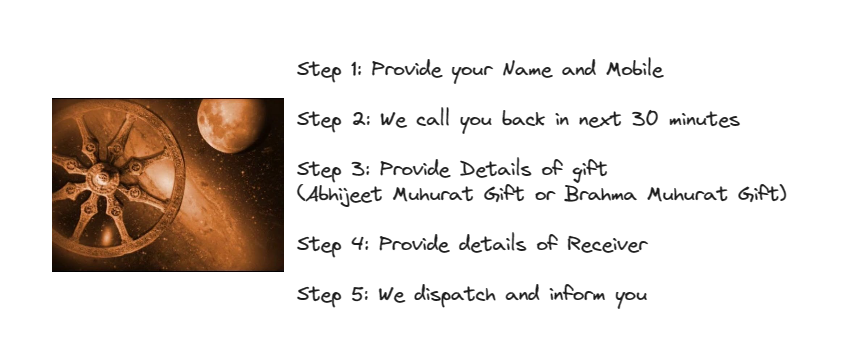 Step 1: Provide your Name and Mobile
Step 2: We call you back in next 30 minutes
Step 3: Provide Details of gift
(Abhijeet Muhurat Gift or Brahma Muhurat Gift)
Step 4: Provide details of Receiver
Step 5: We dispatch and inform you